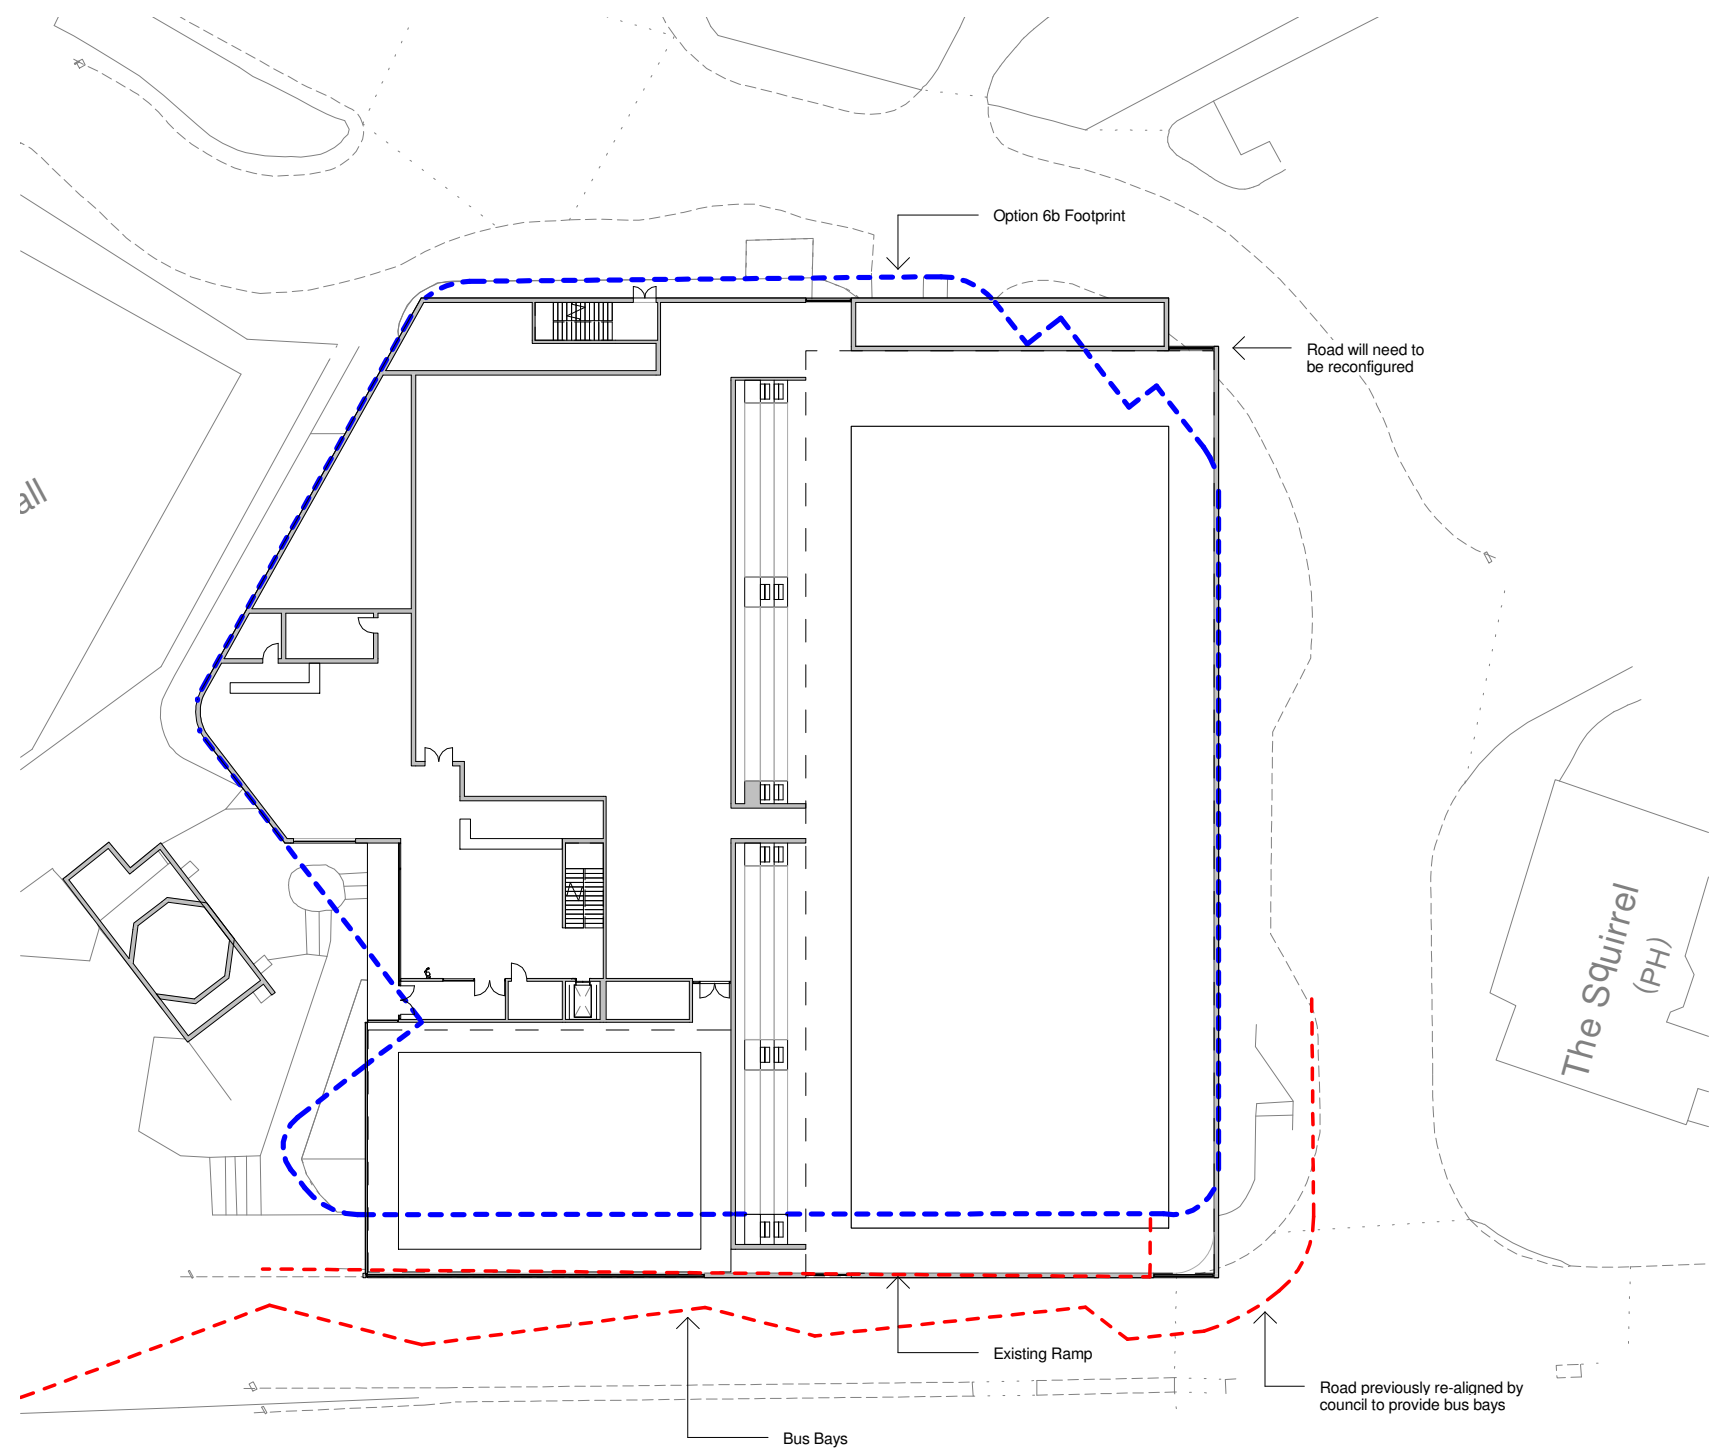 Option 6b Footprint
Road will need to
be reconfigured
all
The Squirrel
(PH)
Existing Ramp
Road previously re-aligned by
council to provide bus bays
Bus Bays